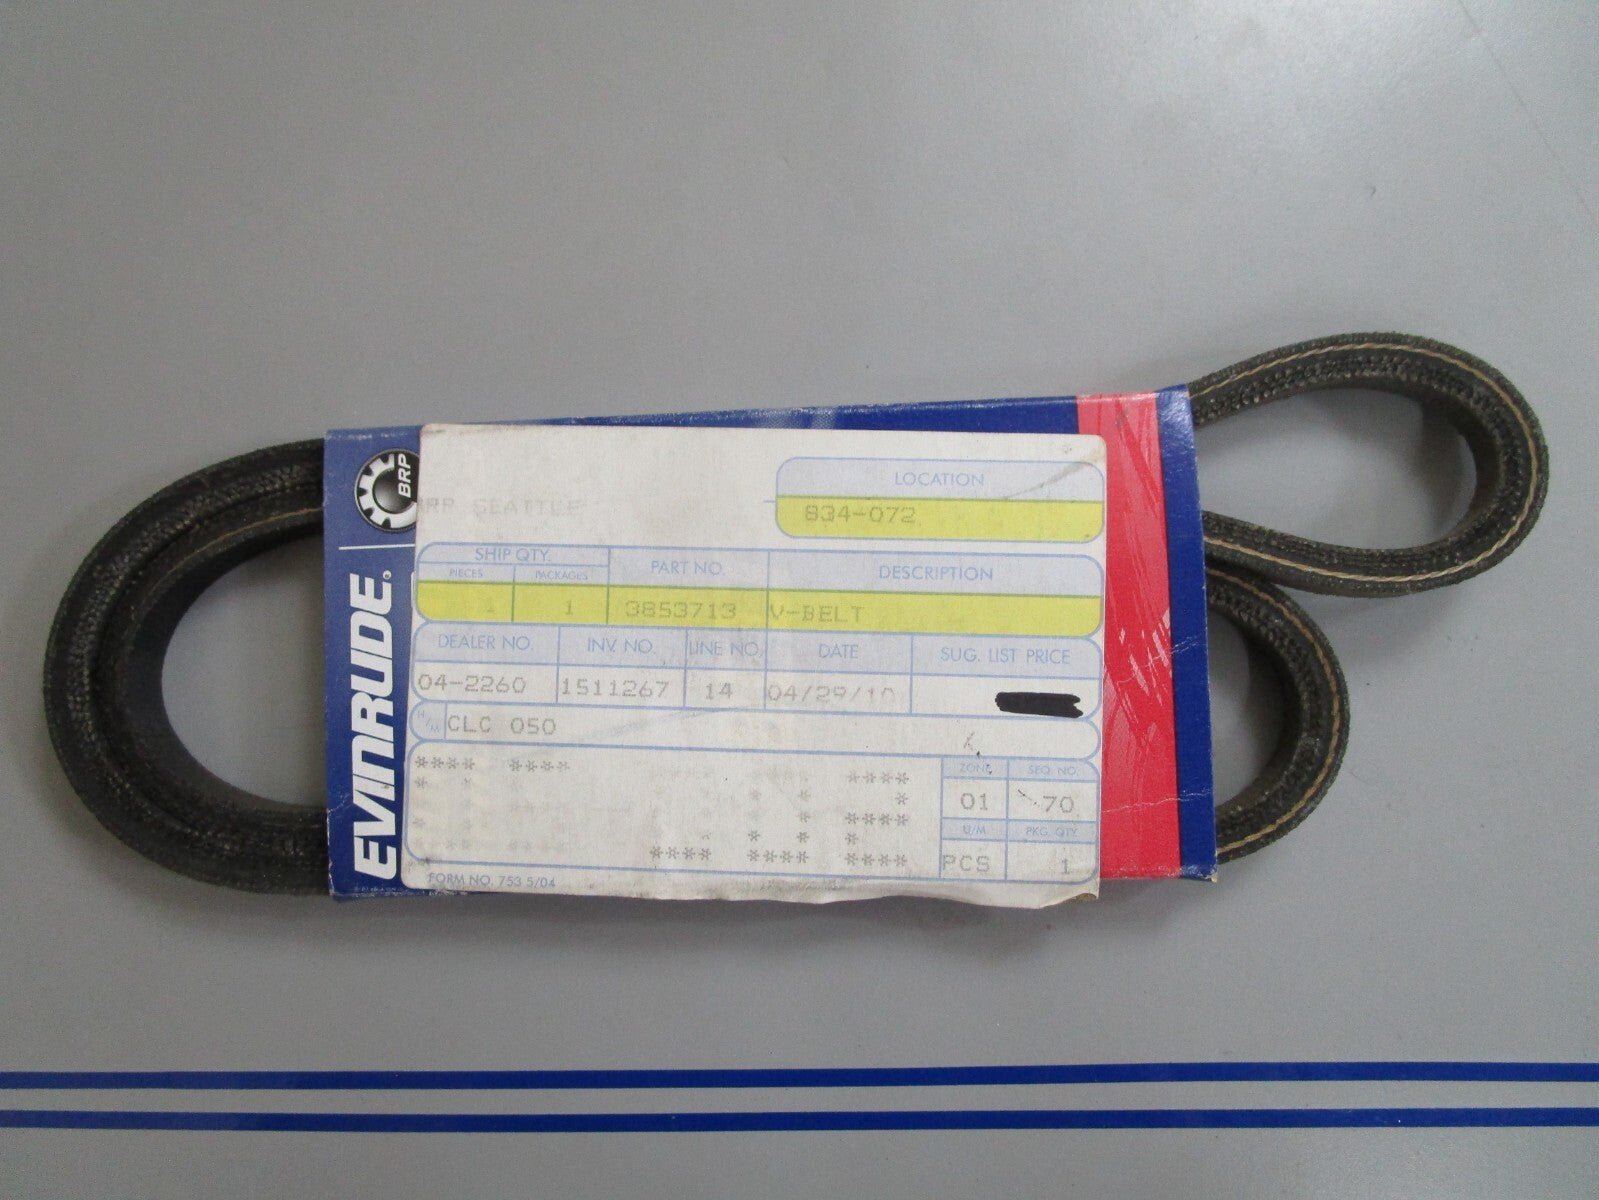 BRP
EVINRUDE®
SEATTLE
LOCATION
834-072
SHIP QTY.
PIECES PACKAGES PART NO. DESCRIPTION
1 1 3853713 V-BELT
DEALER NO. INV. NO. LINE NO. DATE SUG. LIST PRICE
04-2260 1511267 14 04/29/10
CLC 050
**** **** ****
ZONE SEQ. NO.
01 70
U/M PKG. QTY.
PCS 1
FORM NO. 753 5/04